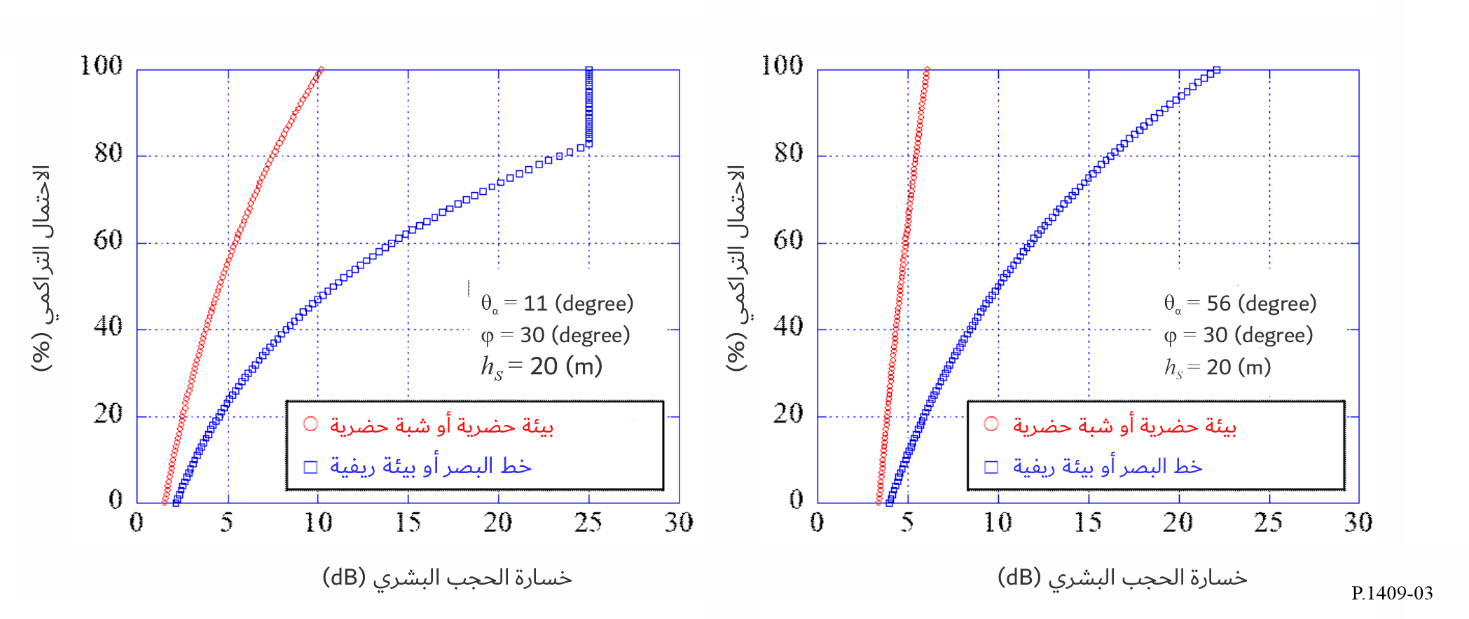 100
80
60
40
20
0
0 5 10 15 20 25 30
الاحتمال التراكمي (%)
θα = 11 (degree)
φ = 30 (degree)
hS = 20 (m)
بيئة حضرية أو شبة حضرية
خط البصر أو بيئة ريفية
خسارة الحجب البشري (dB)
100
80
60
40
20
0
0 5 10 15 20 25 30
الاحتمال التراكمي (%)
θα = 56 (degree)
φ = 30 (degree)
hS = 20 (m)
بيئة حضرية أو شبة حضرية
خط البصر أو بيئة ريفية
خسارة الحجب البشري (dB)
P.1409-03